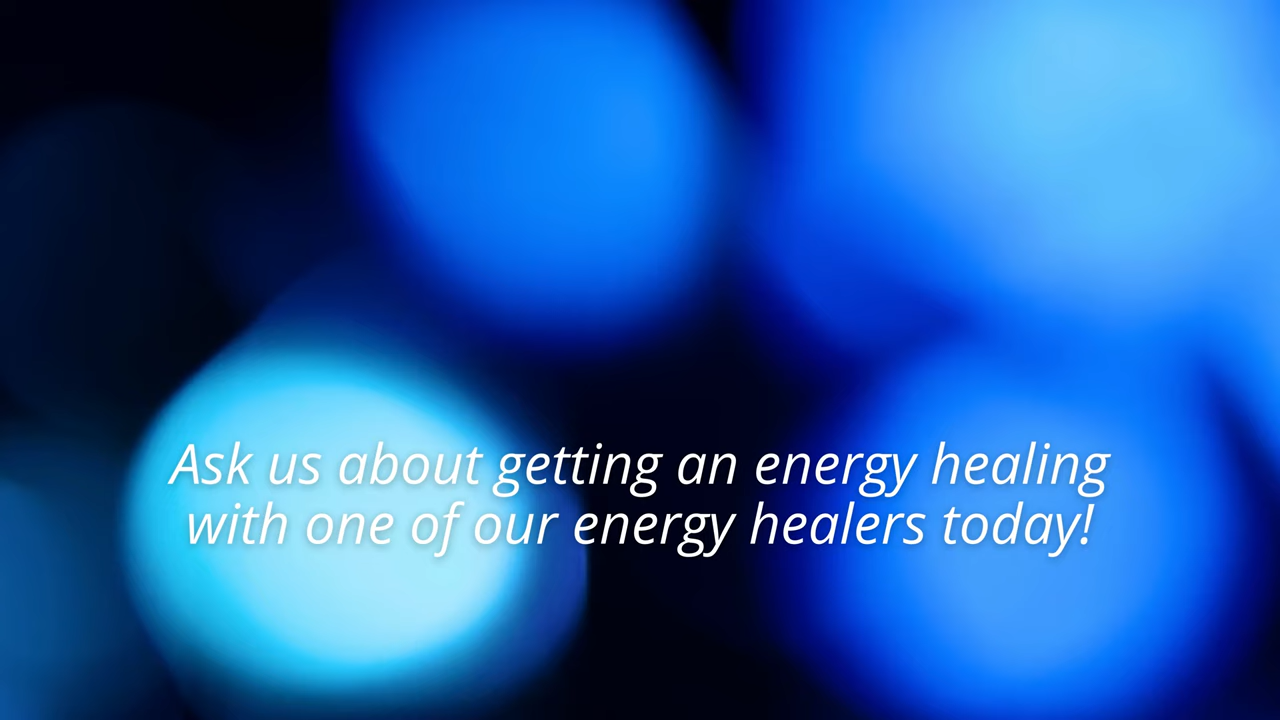 Ask us about getting an energy healing
with one of our energy healers today!